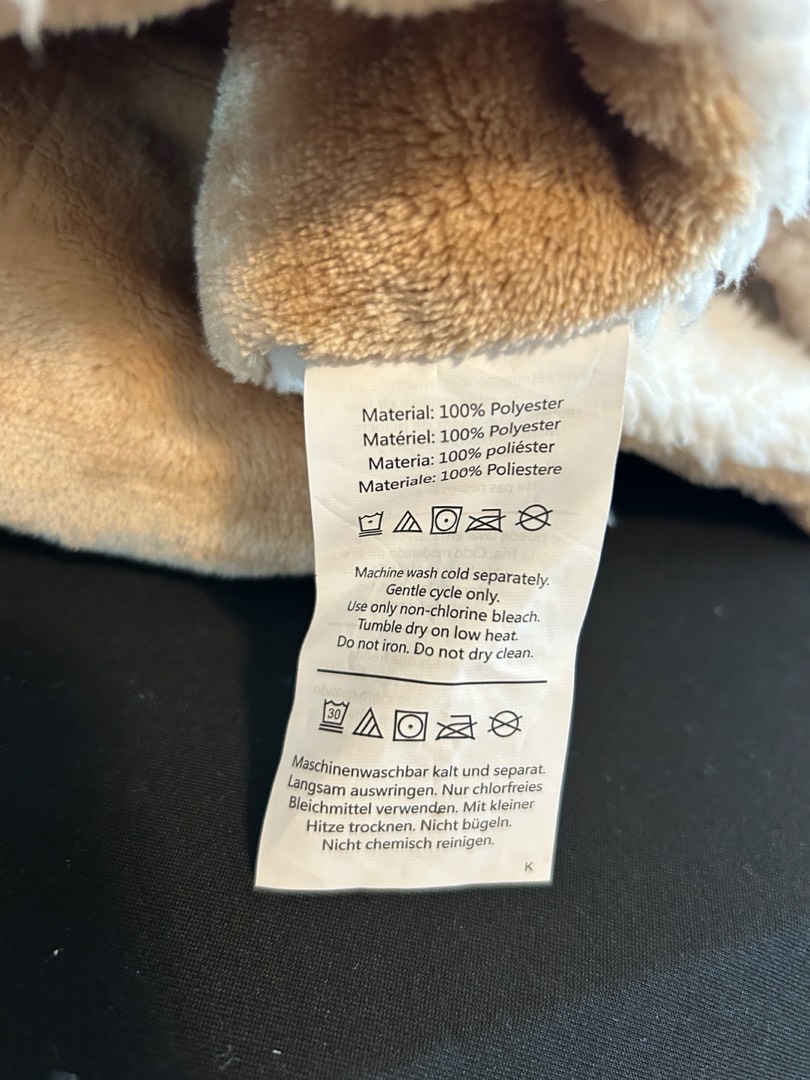 Material: 100% Polyester
Matériel: 100% Polyester
Materia: 100% poliéster
Materiale: 100% Poliestere
Machine wash cold separately.
Gentle cycle only.
Use only non-chlorine bleach.
Tumble dry on low heat.
Do not iron. Do not dry clean.
30
Maschinenwaschbar kalt und separat.
Langsam auswringen. Nur chlorfreies
Bleichmittel verwenden. Mit kleiner
Hitze trocknen. Nicht bügeln.
Nicht chemisch reinigen.
K